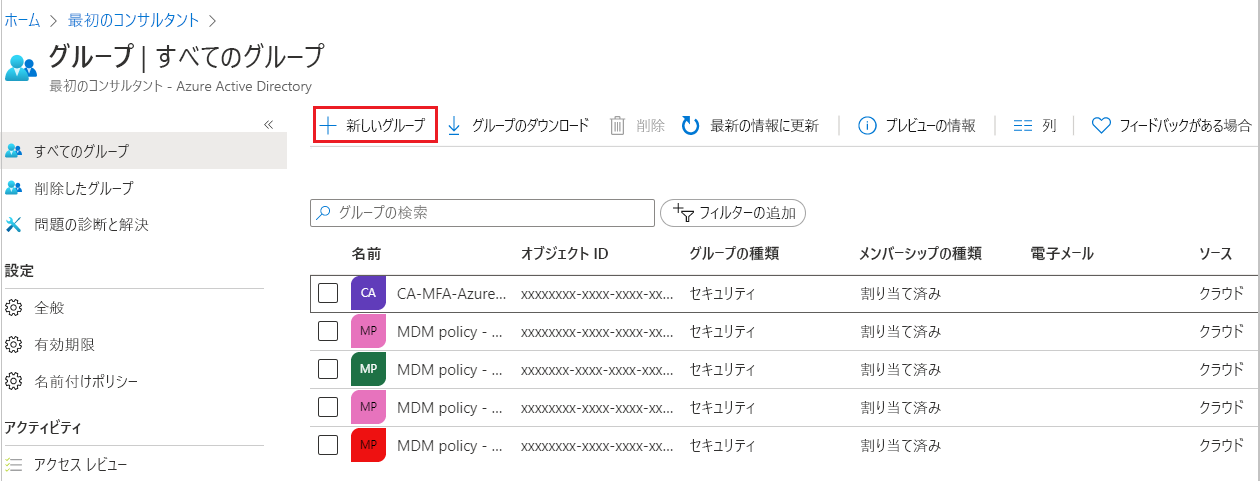 ホーム > 最初のコンサルタント >
グループ | すべてのグループ
最初のコンサルタント - Azure Active Directory
«
+ 新しいグループ グループのダウンロード 削除 最新の情報に更新 プレビューの情報 列 フィードバックがある場合
すべてのグループ
削除したグループ
問題の診断と解決
設定
全般
有効期限
名前付けポリシー
アクティビティ
アクセス レビュー
グループの検索 フィルターの追加
名前 オブジェクト ID グループの種類 メンバーシップの種類 電子メール ソース
CA CA-MFA-Azure... xxxxxxxx-xxxx-xxxx-xx... セキュリティ 割り当て済み クラウド
MP MDM policy - ... xxxxxxxx-xxxx-xxxx-xx... セキュリティ 割り当て済み クラウド
MP MDM policy - ... xxxxxxxx-xxxx-xxxx-xxx... セキュリティ 割り当て済み クラウド
MP MDM policy - ... xxxxxxxx-xxxx-xxxx-xx... セキュリティ 割り当て済み クラウド
MP MDM policy - ... xxxxxxxx-xxxx-xxxx-xx... セキュリティ 割り当て済み クラウド